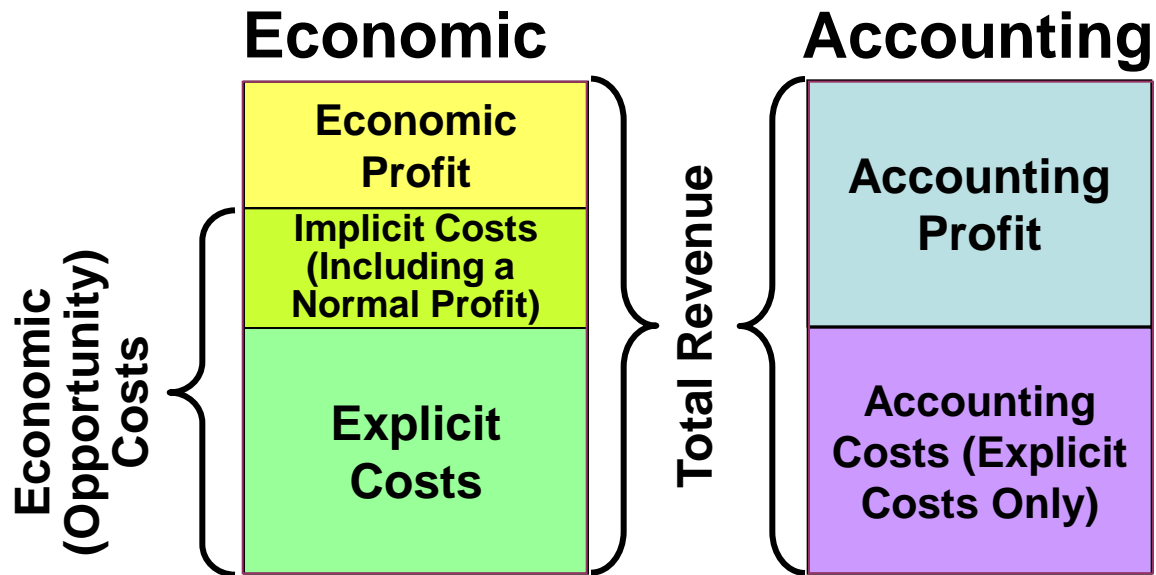 Economic
Accounting
Economic
Profit
Implicit Costs
(Including a
Normal Profit)
Explicit
Costs
Economic
(Opportunity)
Costs
Total Revenue
Accounting
Profit
Accounting
Costs (Explicit
Costs Only)